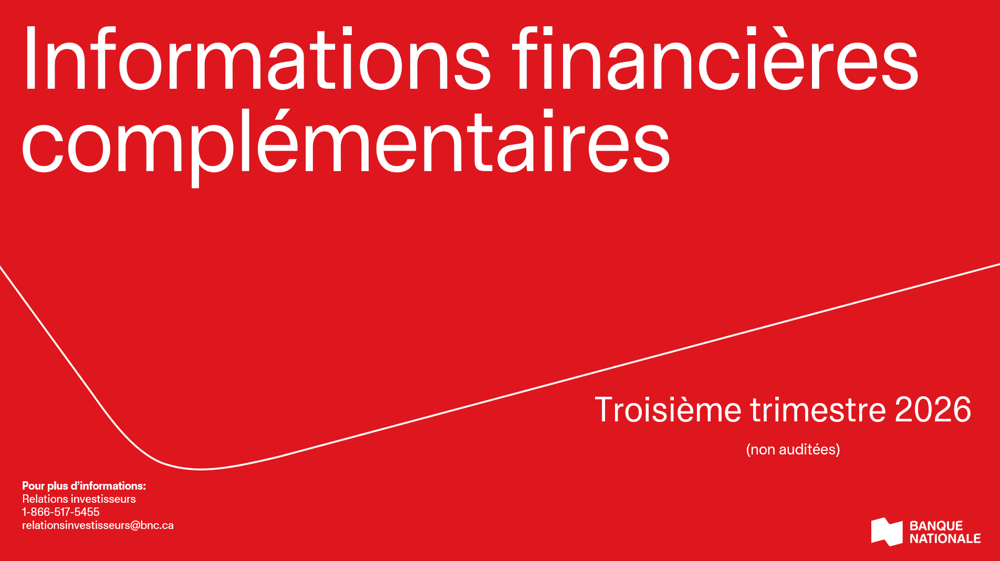 Informations financières
complémentaires
Troisième trimestre 2026
(non auditées)
Pour plus d’informations:
Relations investisseurs
1-866-517-5455
relationsinvestisseurs@bnc.ca
BANQUE
NATIONALE